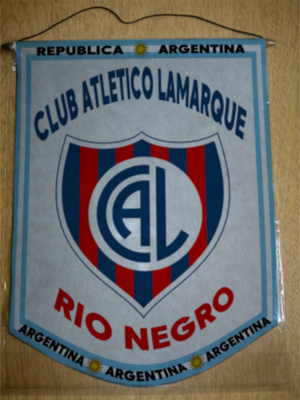 REPUBLICA ARGENTINA
CLUB ATLETICO LAMARQUE
CAL
RIO NEGRO
ARGENTINA ARGENTINA ARGENTINA